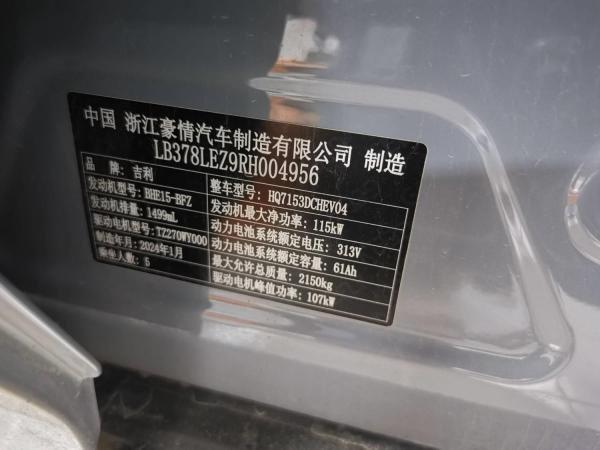 中国 浙江豪情汽车制造有限公司 制造
LB378LEZ9RH004956
品 牌：吉利
整车型号：HQ7153DCHEV04
发动机型号：BHE15-BFZ
发动机最大净功率：115kW
发动机排量：1499mL
动力电池系统额定电压：313V
驱动电机型号：TZ270WY000
动力电池系统额定容量：61Ah
制造年月：2024年1月
最大允许总质量：2150kg
乘坐人数：5
驱动电机峰值功率：107kW